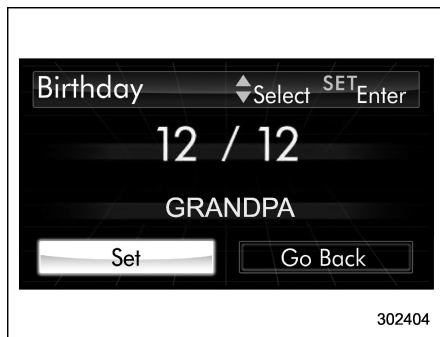 Birthday Select SET Enter
12 / 12
GRANDPA
Set Go Back
302404